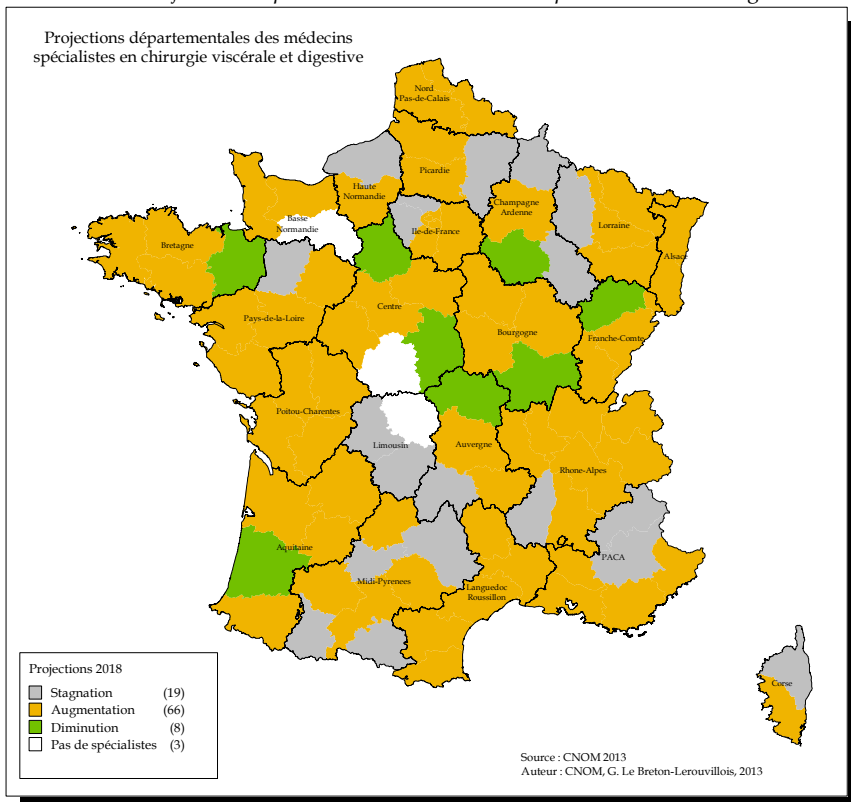 Projections départementales des médecins
spécialistes en chirurgie viscérale et digestive
Nord
Pas-de-Calais
Picardie
Haute
Normandie
Champagne
Ardenne
Basse
Normandie
Ile-de-France
Lorraine
Bretagne
Alsace
Centre
Pays-de-la-Loire
Bourgogne
Franche-Comte
Poitou-Charentes
Limousin
Auvergne
Rhone-Alpes
Aquitaine
PACA
Midi-Pyrenees
Languedoc
Roussillon
Corse
Projections 2018
Stagnation (19)
Augmentation (66)
Diminution (8)
Pas de spécialistes (3)
Source : CNOM 2013
Auteur : CNOM, G. Le Breton-Lerouvillois, 2013